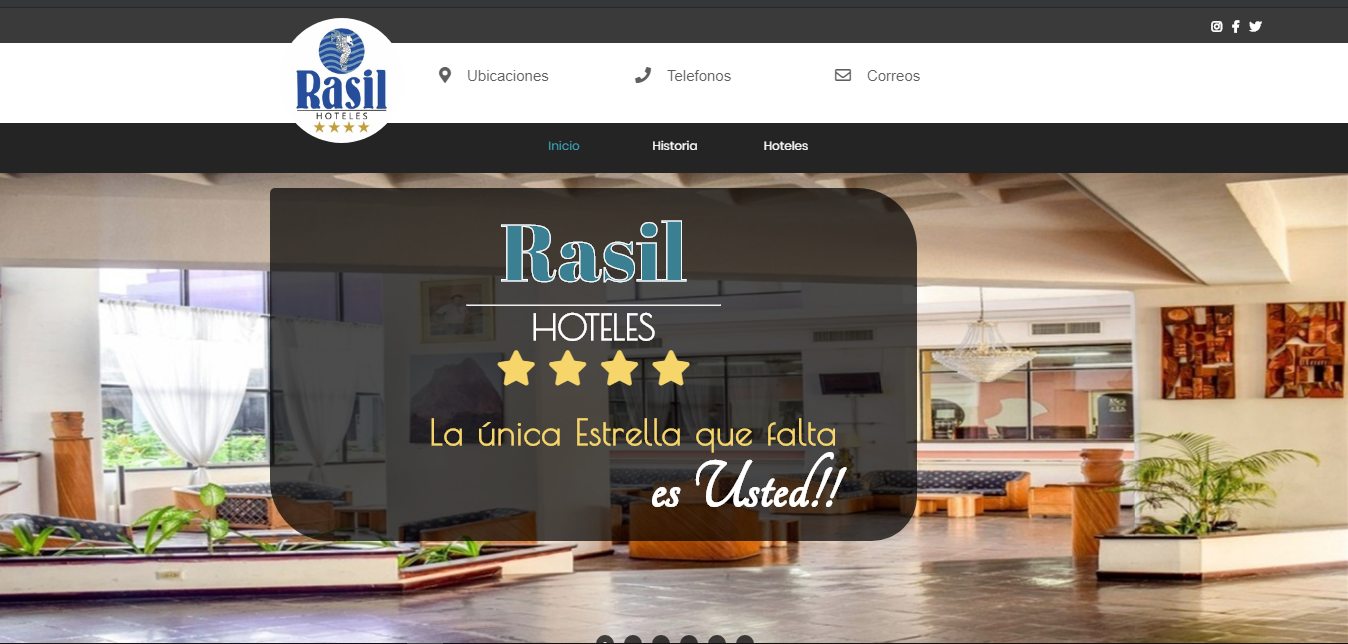 Rasil
HOTELES
Ubicaciones
Telefonos
Correos
Inicio
Historia
Hoteles
Rasil
HOTELES
La única Estrella que falta
es Usted!!